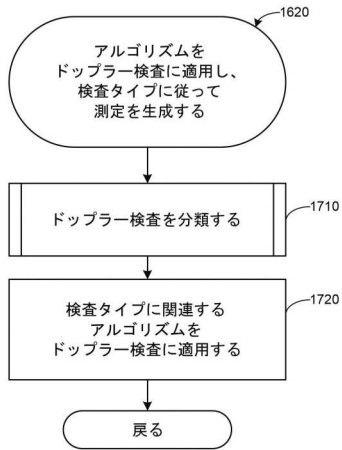 1620
アルゴリズムを
ドップラー検査に適用し、
検査タイプに従って
測定を生成する
1710
ドップラー検査を分類する
1720
検査タイプに関連する
アルゴリズムを
ドップラー検査に適用する
戻る